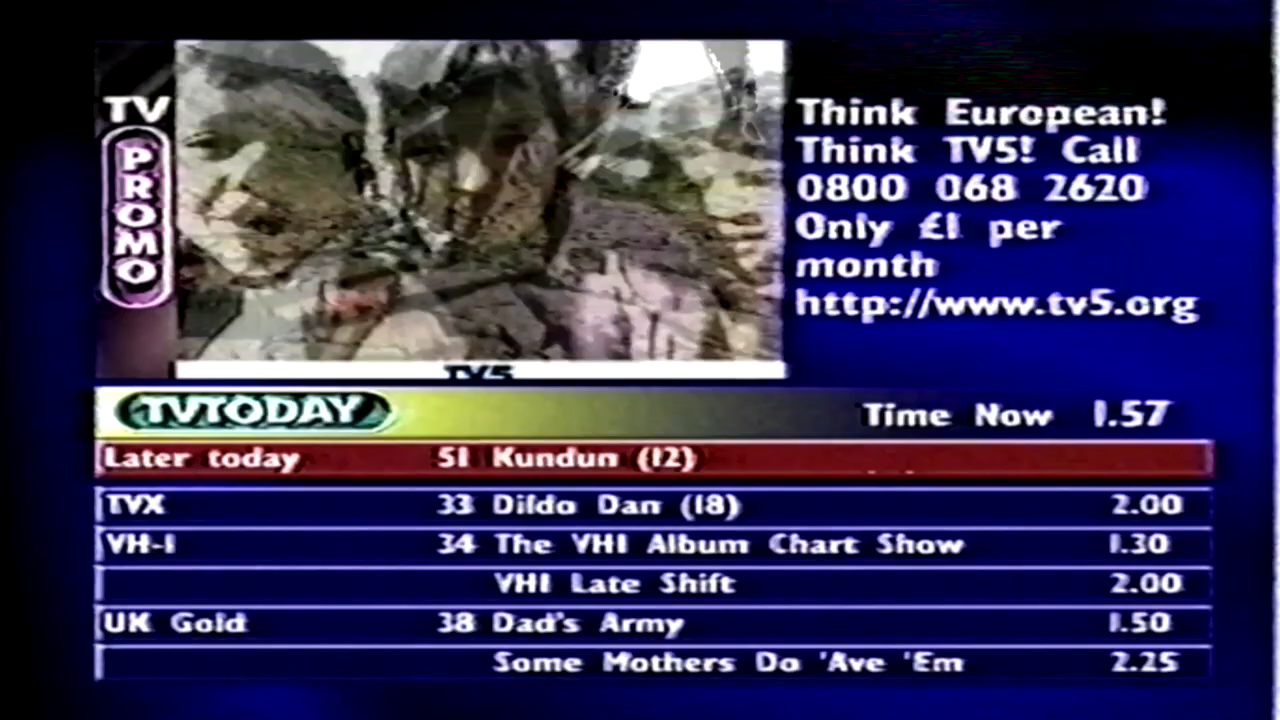 TV
PROMO
Think European!
Think TV5! Call
0800 068 2620
Only £1 per
month
http://www.tv5.org
TV5
TVTODAY
Time Now 1.57
Later today 51 Kundun (12)
TVX 33 Dildo Dan (18) 2.00
VH-1 34 The VH1 Album Chart Show 1.30
VH1 Late Shift 2.00
UK Gold 38 Dad's Army 1.50
Some Mothers Do 'Ave 'Em 2.25